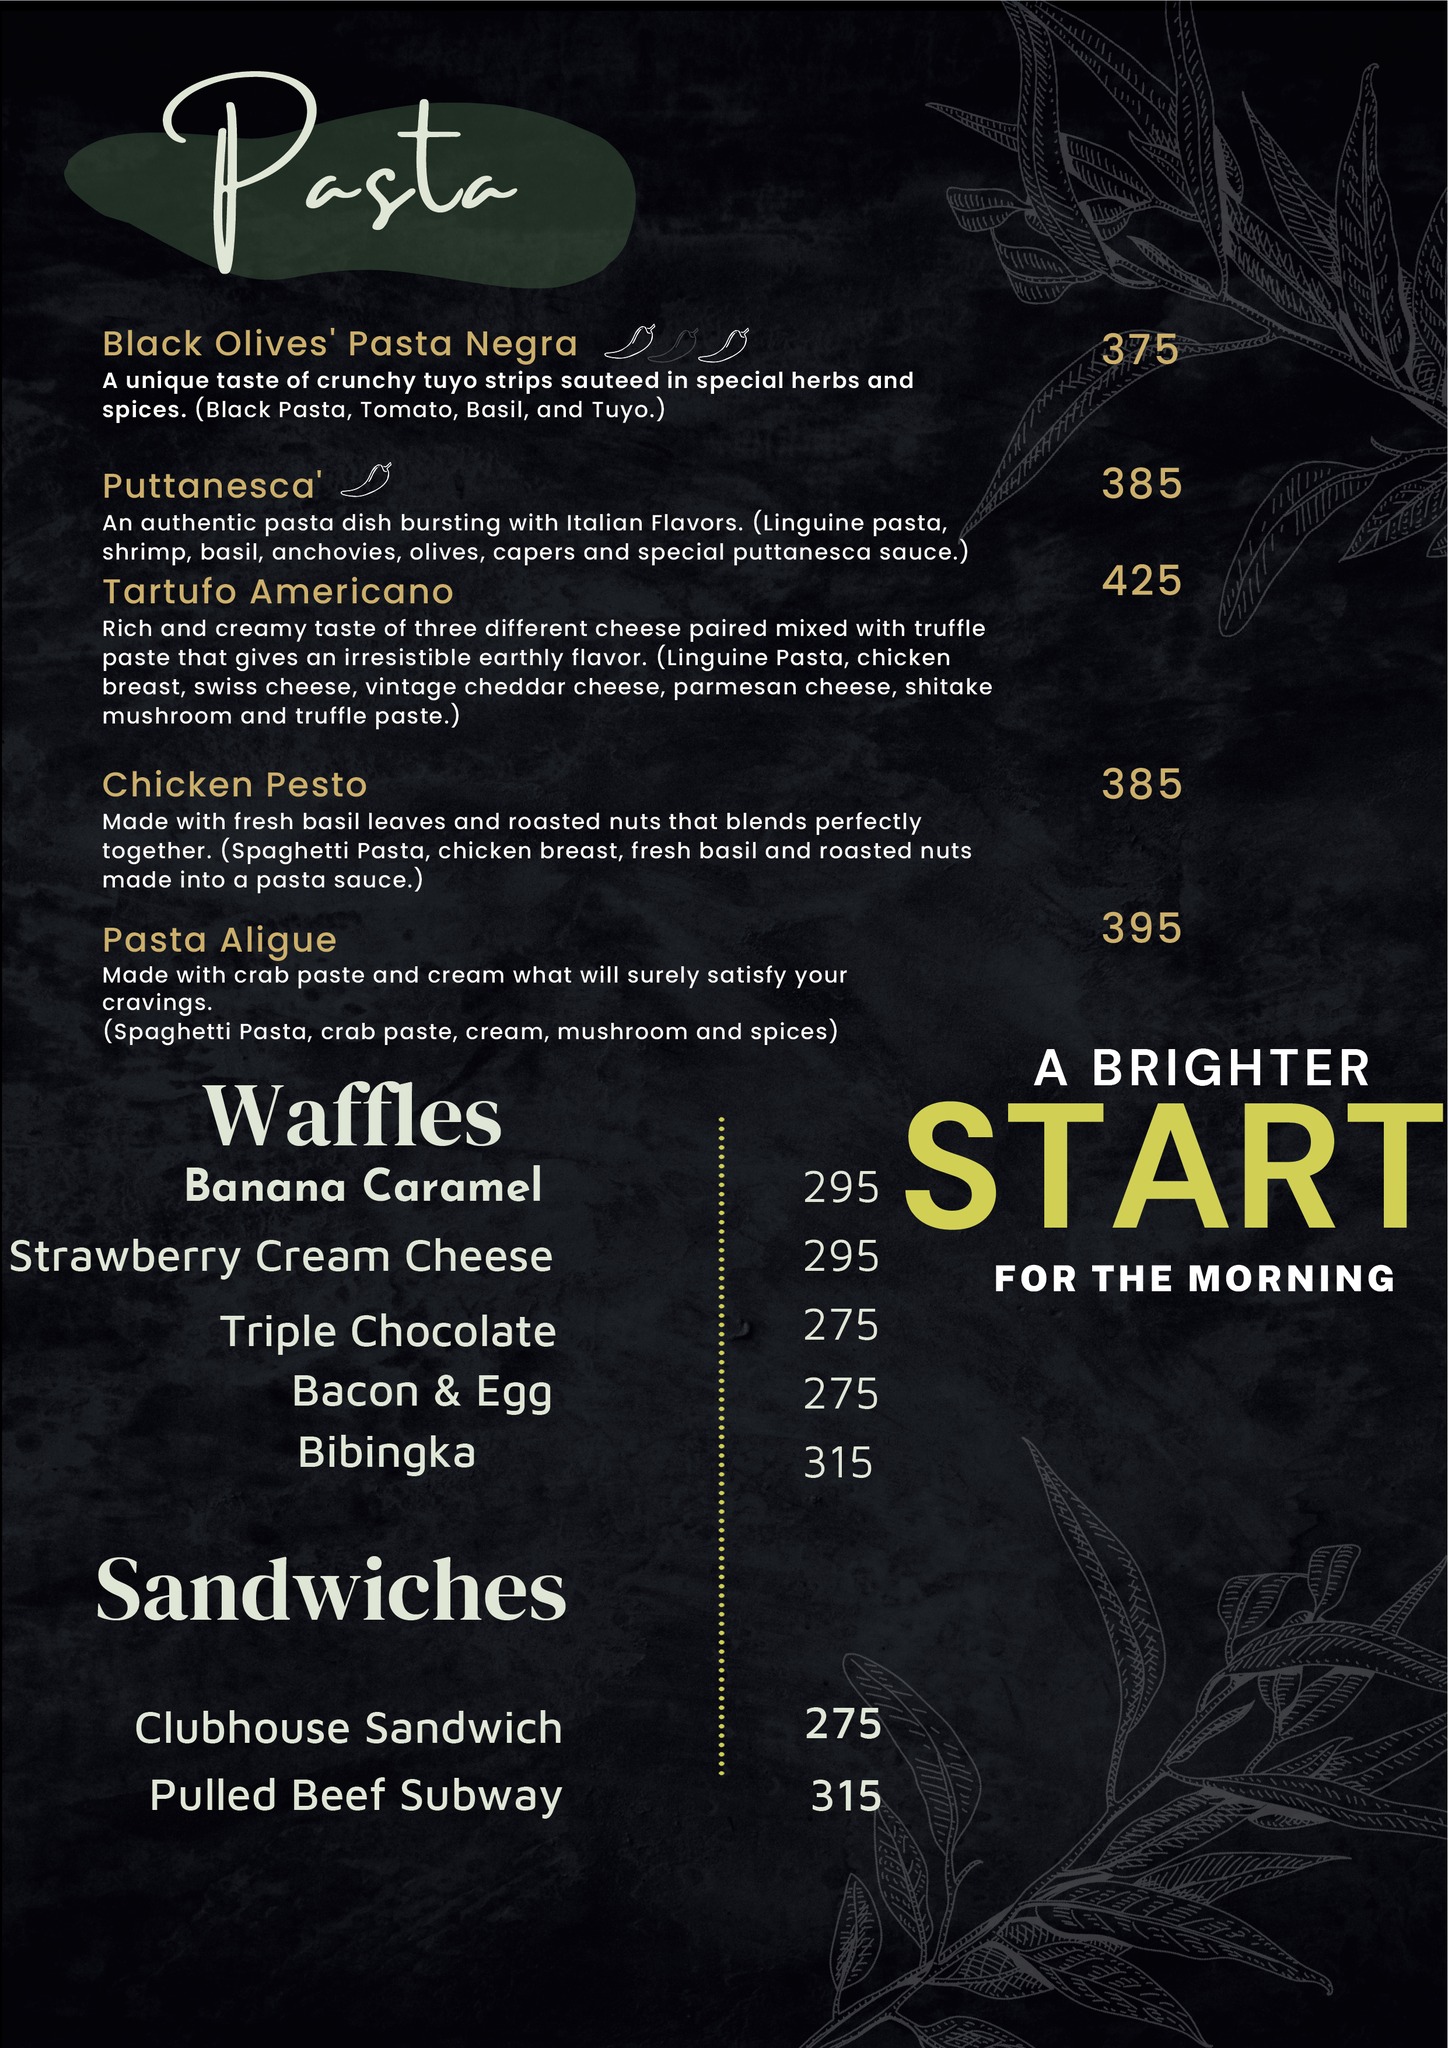 Pasta
Black Olives' Pasta Negra 375
A unique taste of crunchy tuyo strips sauteed in special herbs and
spices. (Black Pasta, Tomato, Basil, and Tuyo.)
Puttanesca' 385
An authentic pasta dish bursting with Italian Flavors. (Linguine pasta,
shrimp, basil, anchovies, olives, capers and special puttanesca sauce.)
Tartufo Americano 425
Rich and creamy taste of three different cheese paired mixed with truffle
paste that gives an irresistible earthly flavor. (Linguine Pasta, chicken
breast, swiss cheese, vintage cheddar cheese, parmesan cheese, shitake
mushroom and truffle paste.)
Chicken Pesto 385
Made with fresh basil leaves and roasted nuts that blends perfectly
together. (Spaghetti Pasta, chicken breast, fresh basil and roasted nuts
made into a pasta sauce.)
Pasta Aligue 395
Made with crab paste and cream what will surely satisfy your
cravings.
(Spaghetti Pasta, crab paste, cream, mushroom and spices)
Waffles
Banana Caramel 295
Strawberry Cream Cheese 295
Triple Chocolate 275
Bacon & Egg 275
Bibingka 315
A BRIGHTER
START
FOR THE MORNING
Sandwiches
Clubhouse Sandwich 275
Pulled Beef Subway 315